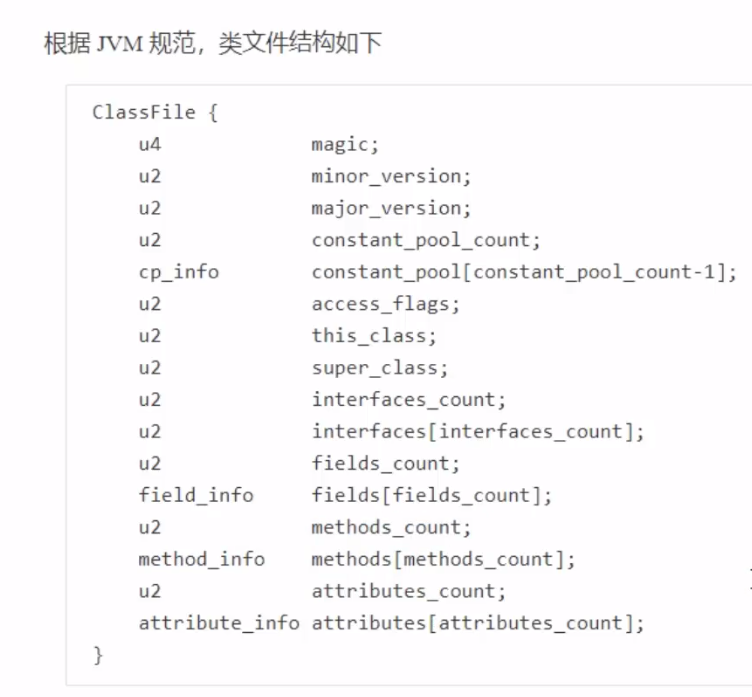 根据 JVM 规范，类文件结构如下
ClassFile {
u4 magic;
u2 minor_version;
u2 major_version;
u2 constant_pool_count;
cp_info constant_pool[constant_pool_count-1];
u2 access_flags;
u2 this_class;
u2 super_class;
u2 interfaces_count;
u2 interfaces[interfaces_count];
u2 fields_count;
field_info fields[fields_count];
u2 methods_count;
method_info methods[methods_count];
u2 attributes_count;
attribute_info attributes[attributes_count];
}